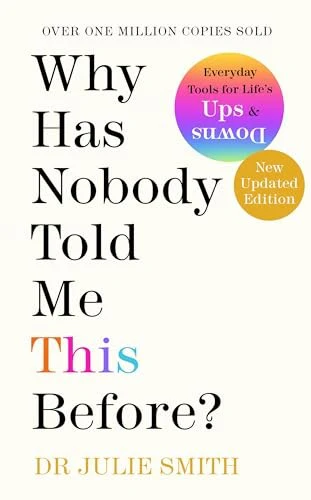 OVER ONE MILLION COPIES SOLD
Why
Has
Nobody
Told
Me
This
Before?
Everyday
Tools for Life's
Ups &
Downs
New
Updated
Edition
DR JULIE SMITH